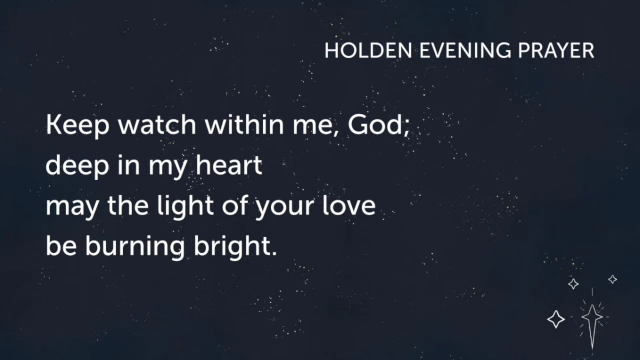 HOLDEN EVENING PRAYER
Keep watch within me, God;
deep in my heart
may the light of your love
be burning bright.